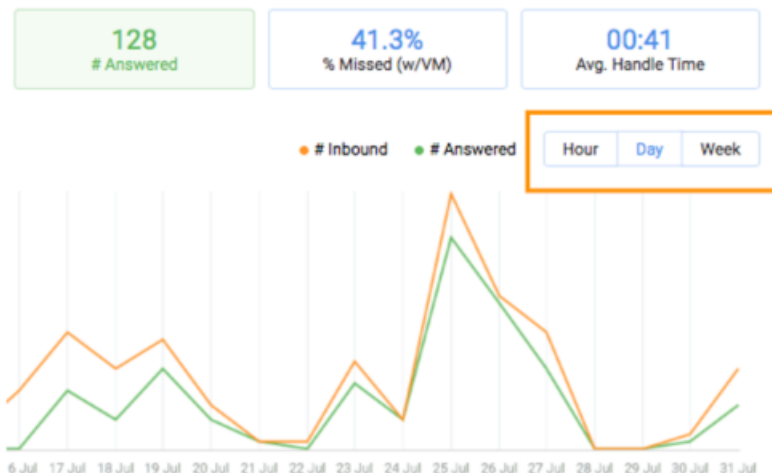 128 41.3% 00:41
# Answered % Missed (w/VM) Avg. Handle Time
# Inbound # Answered Hour Day Week
6 Jul 17 Jul 18 Jul 19 Jul 20 Jul 21 Jul 22 Jul 23 Jul 24 Jul 25 Jul 26 Jul 27 Jul 28 Jul 29 Jul 30 Jul 31 Jul